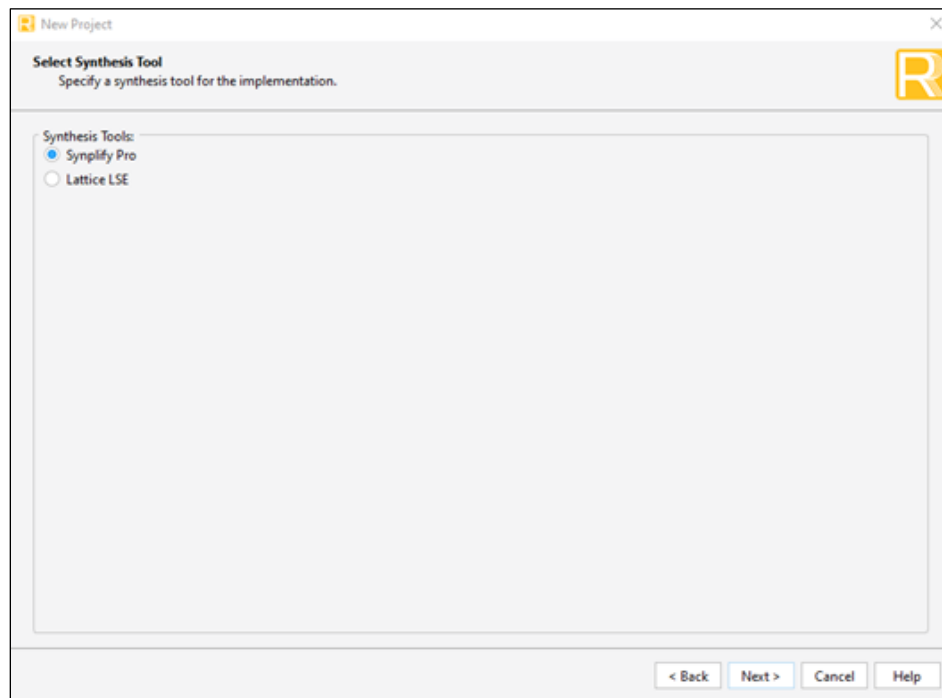 New Project
Select Synthesis Tool
Specify a synthesis tool for the implementation.
Synthesis Tools:
Synplify Pro
Lattice LSE
< Back Next > Cancel Help